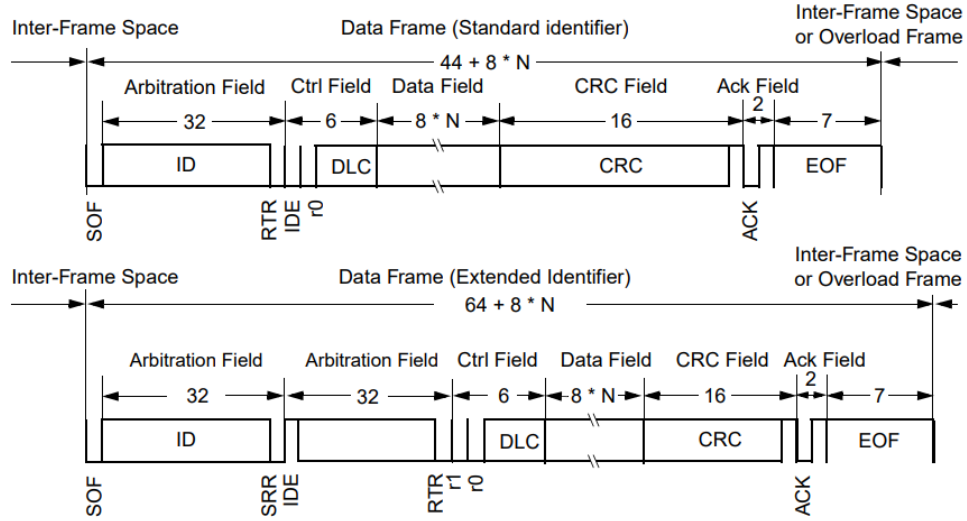 Inter-Frame Space
Data Frame (Standard identifier)
Inter-Frame Space
or Overload Frame
44 + 8 * N
Arbitration Field
Ctrl Field
Data Field
CRC Field
Ack Field
32
6
8 * N
16
2
7
ID
DLC
CRC
EOF
SOF
RTR
IDE
r0
ACK
Inter-Frame Space
Data Frame (Extended Identifier)
Inter-Frame Space
or Overload Frame
64 + 8 * N
Arbitration Field
Arbitration Field
Ctrl Field
Data Field
CRC Field
Ack Field
32
32
6
8 * N
16
2
7
ID
DLC
CRC
EOF
SOF
SRR
IDE
RTR
r1
r0
ACK